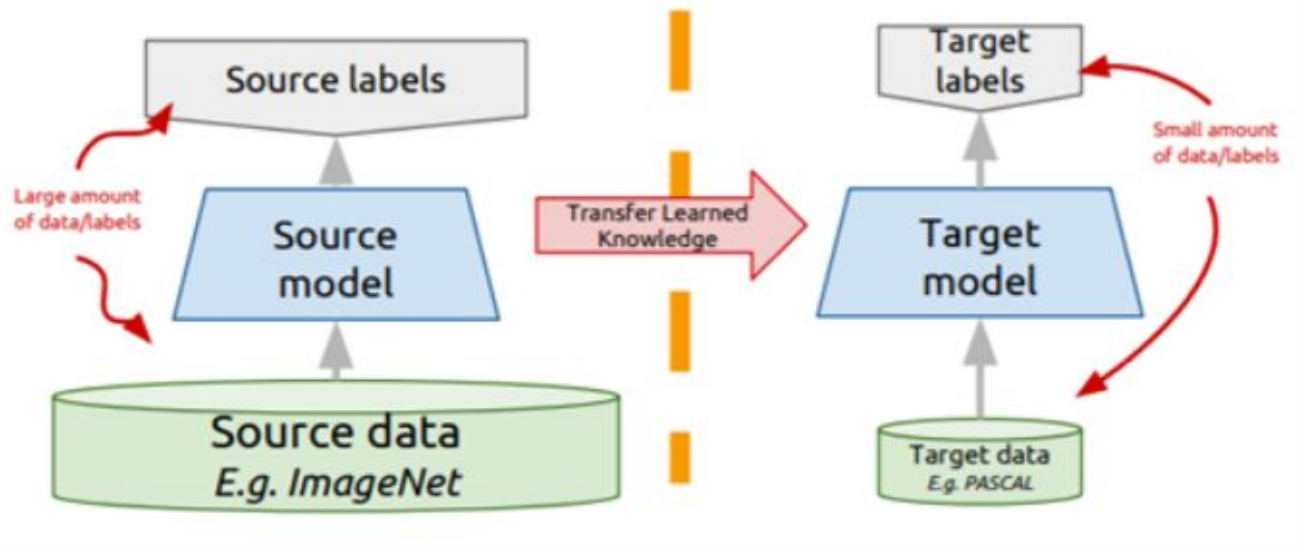 Source labels
Large amount
of data/labels
Source
model
Source data
E.g. ImageNet
Transfer Learned
Knowledge
Target
labels
Small amount
of data/labels
Target
model
Target data
E.g. PASCAL